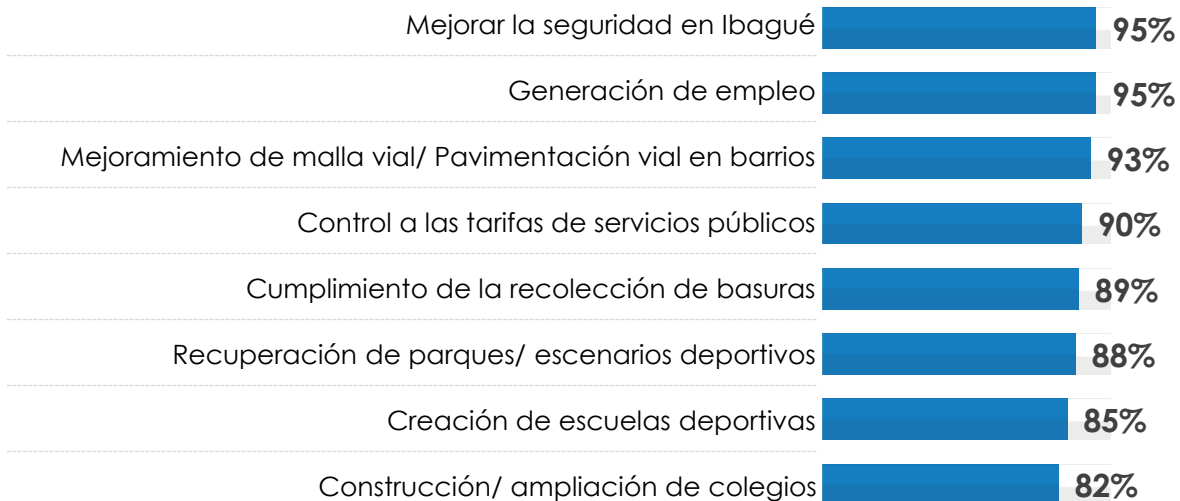 Mejorar la seguridad en Ibagué 95%
Generación de empleo 95%
Mejoramiento de malla vial/ Pavimentación vial en barrios 93%
Control a las tarifas de servicios públicos 90%
Cumplimiento de la recolección de basuras 89%
Recuperación de parques/ escenarios deportivos 88%
Creación de escuelas deportivas 85%
Construcción/ ampliación de colegios 82%